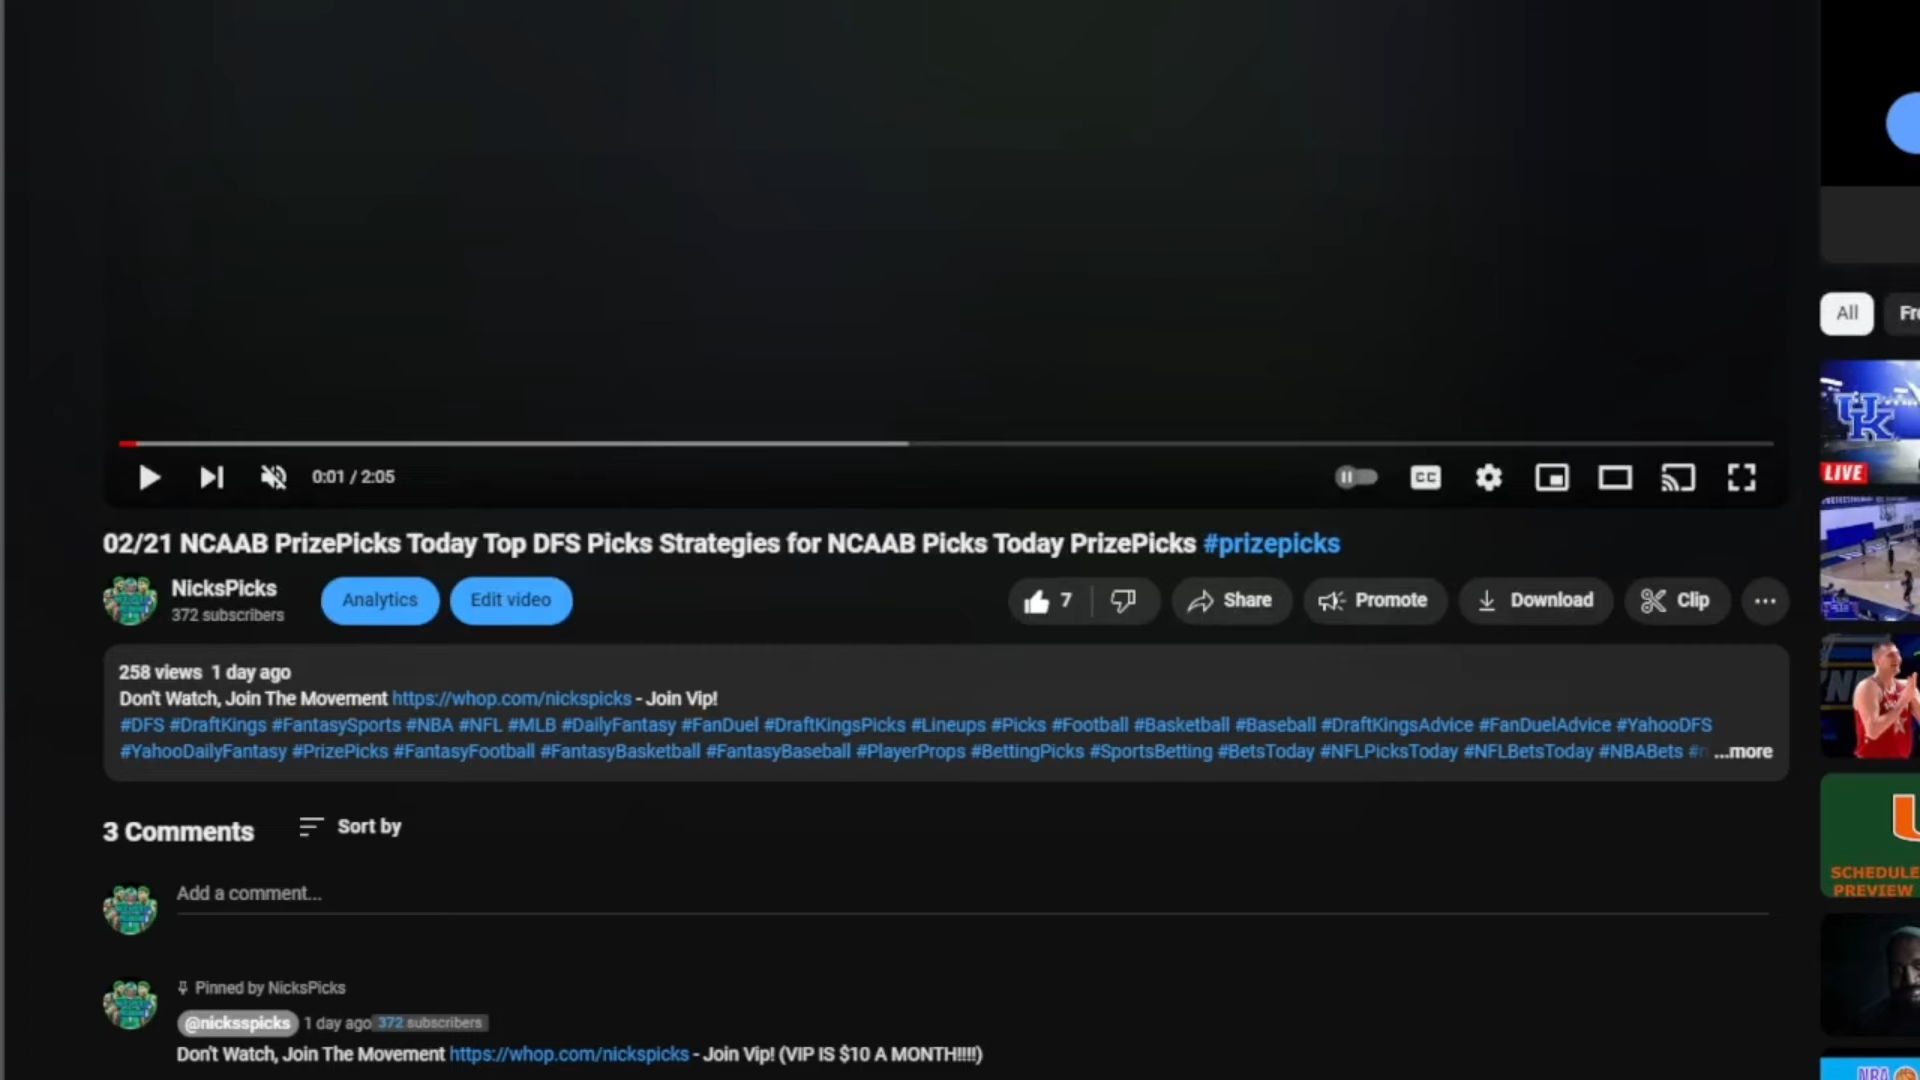 All
LIVE
0:01 / 2:05
CC
02/21 NCAAB PrizePicks Today Top DFS Picks Strategies for NCAAB Picks Today PrizePicks #prizepicks
NicksPicks
372 subscribers
Analytics
Edit video
7
Share
Promote
Download
Clip
258 views 1 day ago
Don't Watch, Join The Movement https://whop.com/nickspicks - Join Vip!
#DFS #DraftKings #FantasySports #NBA #NFL #MLB #DailyFantasy #FanDuel #DraftKingsPicks #Lineups #Picks #Football #Basketball #Baseball #DraftKingsAdvice #FanDuelAdvice #YahooDFS
#YahooDailyFantasy #PrizePicks #FantasyFootball #FantasyBasketball #FantasyBaseball #PlayerProps #BettingPicks #SportsBetting #BetsToday #NFLPicksToday #NFLBetsToday #NBABets #n ...more
SCHEDULE
PREVIEW
3 Comments
Sort by
Add a comment...
Pinned by NicksPicks
@nicksspicks 1 day ago 372 subscribers
Don't Watch, Join The Movement https://whop.com/nickspicks - Join Vip! (VIP IS $10 A MONTH!!!!)
NBA